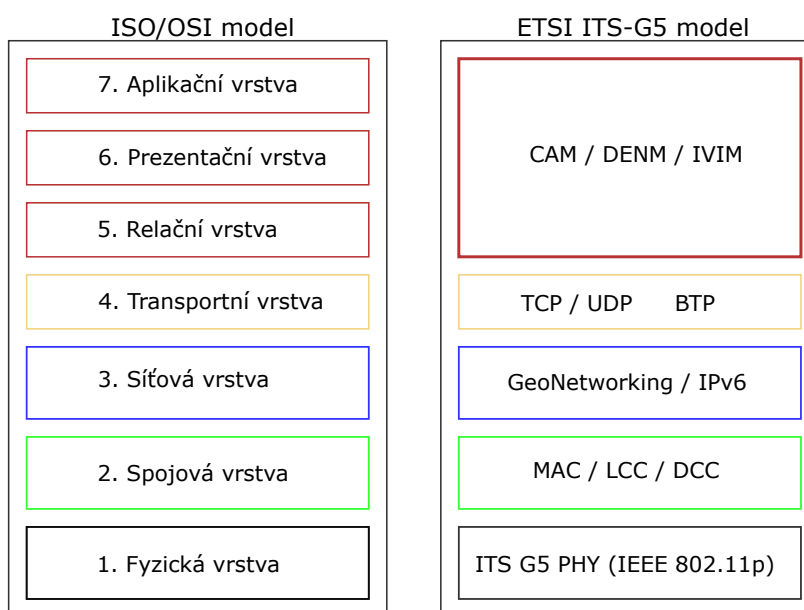 ISO/OSI model
7. Aplikační vrstva
6. Prezentační vrstva
5. Relační vrstva
4. Transportní vrstva
3. Síťová vrstva
2. Spojová vrstva
1. Fyzická vrstva
ETSI ITS-G5 model
CAM / DENM / IVIM
TCP / UDP BTP
GeoNetworking / IPv6
MAC / LCC / DCC
ITS G5 PHY (IEEE 802.11p)